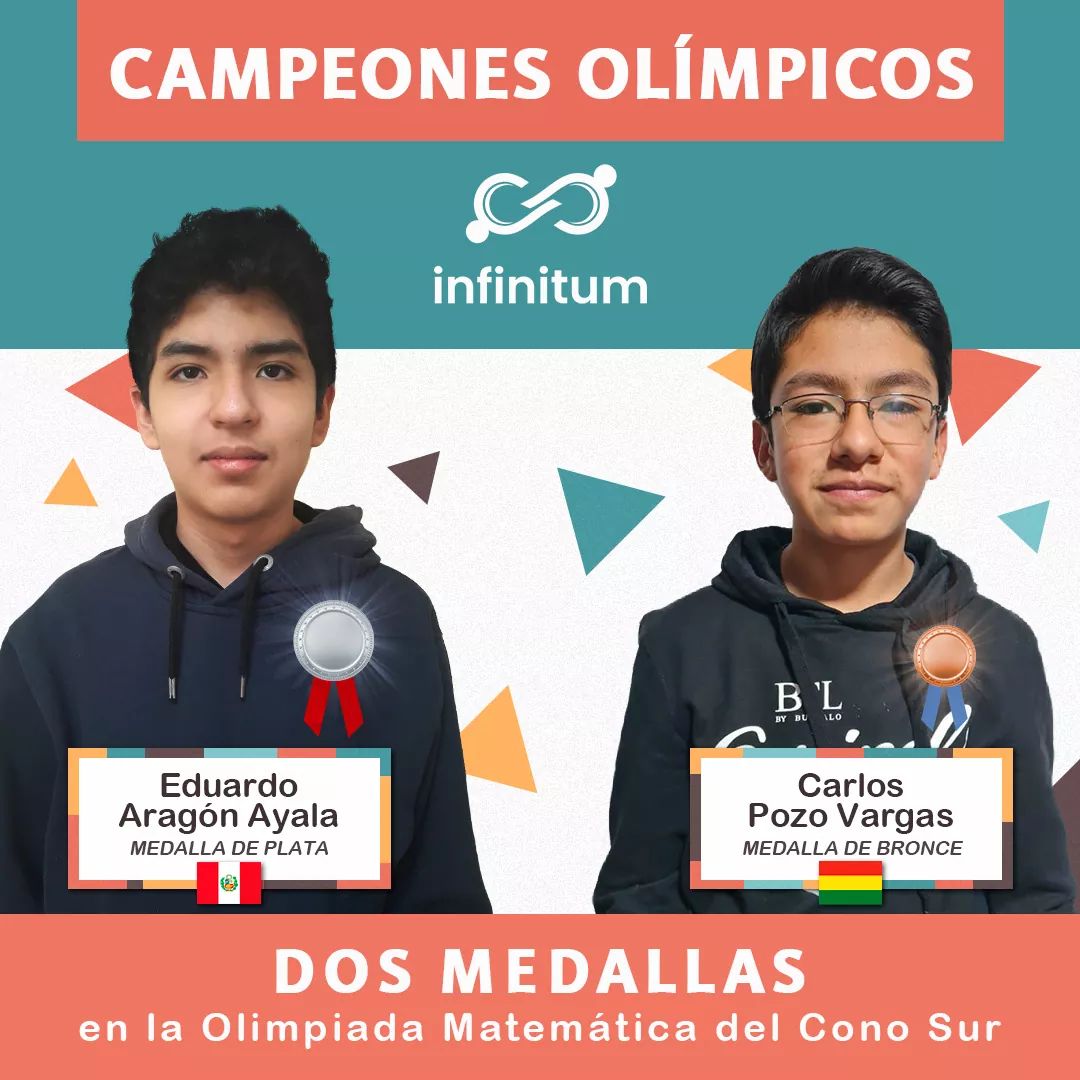 CAMPEONES OLÍMPICOS
infinitum
BFL
Eduardo
Aragón Ayala
MEDALLA DE PLATA
Carlos
Pozo Vargas
MEDALLA DE BRONCE
DOS MEDALLAS
en la Olimpiada Matemática del Cono Sur